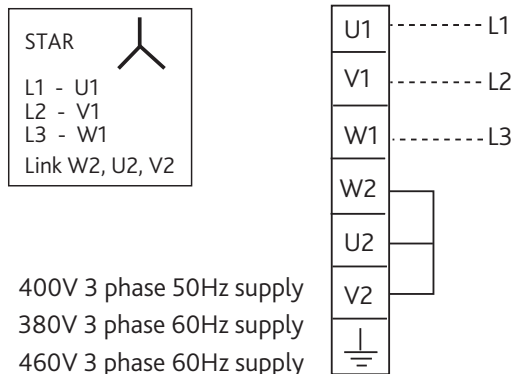 STAR
L1 - U1
L2 - V1
L3 - W1
Link W2, U2, V2
U1 L1
V1 L2
W1 L3
W2
U2
V2
400V 3 phase 50Hz supply
380V 3 phase 60Hz supply
460V 3 phase 60Hz supply